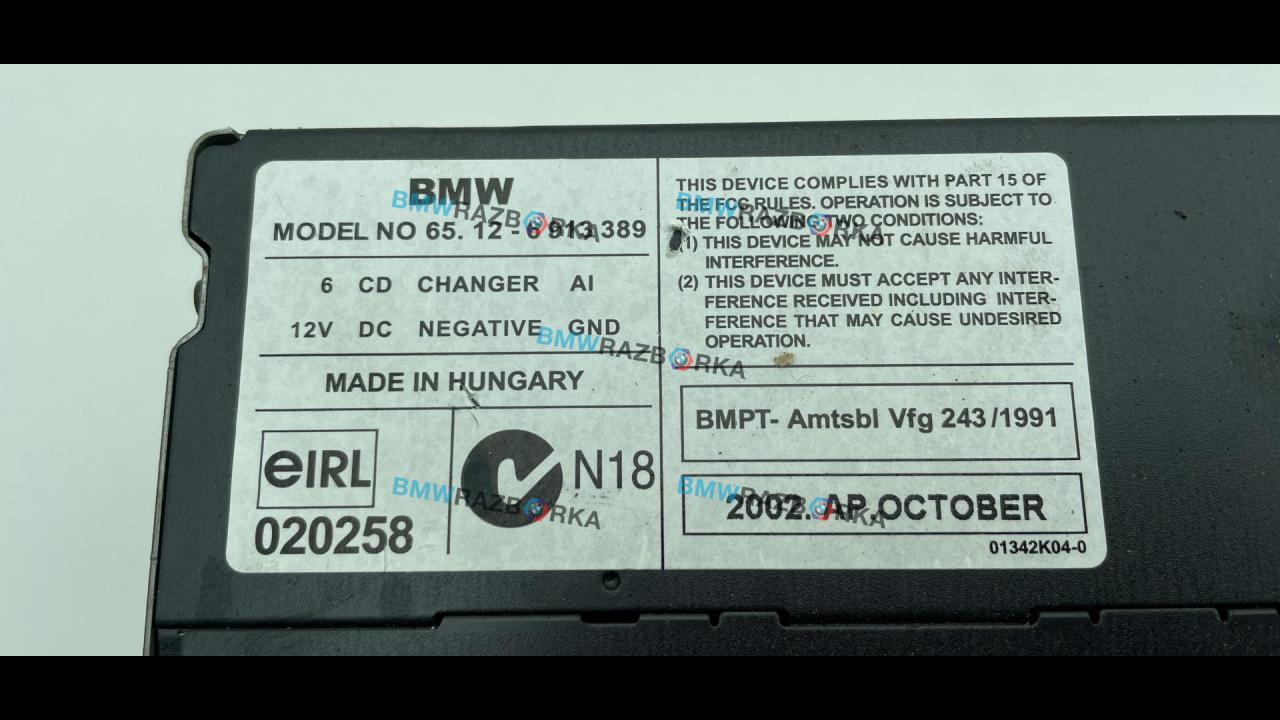 BMW
MODEL NO 65. 12 - 6 913 389
6 CD CHANGER AI
12V DC NEGATIVE GND
MADE IN HUNGARY
eIRL
020258
N18
THIS DEVICE COMPLIES WITH PART 15 OF
THE FCC RULES. OPERATION IS SUBJECT TO
THE FOLLOWING TWO CONDITIONS:
(1) THIS DEVICE MAY NOT CAUSE HARMFUL
INTERFERENCE.
(2) THIS DEVICE MUST ACCEPT ANY INTER-
FERENCE RECEIVED INCLUDING INTER-
FERENCE THAT MAY CAUSE UNDESIRED
OPERATION.
BMPT- Amtsbl Vfg 243/1991
2002. AP OCTOBER
01342K04-0
BMWRAZBORKA
BMWRAZBORKA
BMWRAZBORKA
BMWRAZBORKA
BMWRAZBORKA